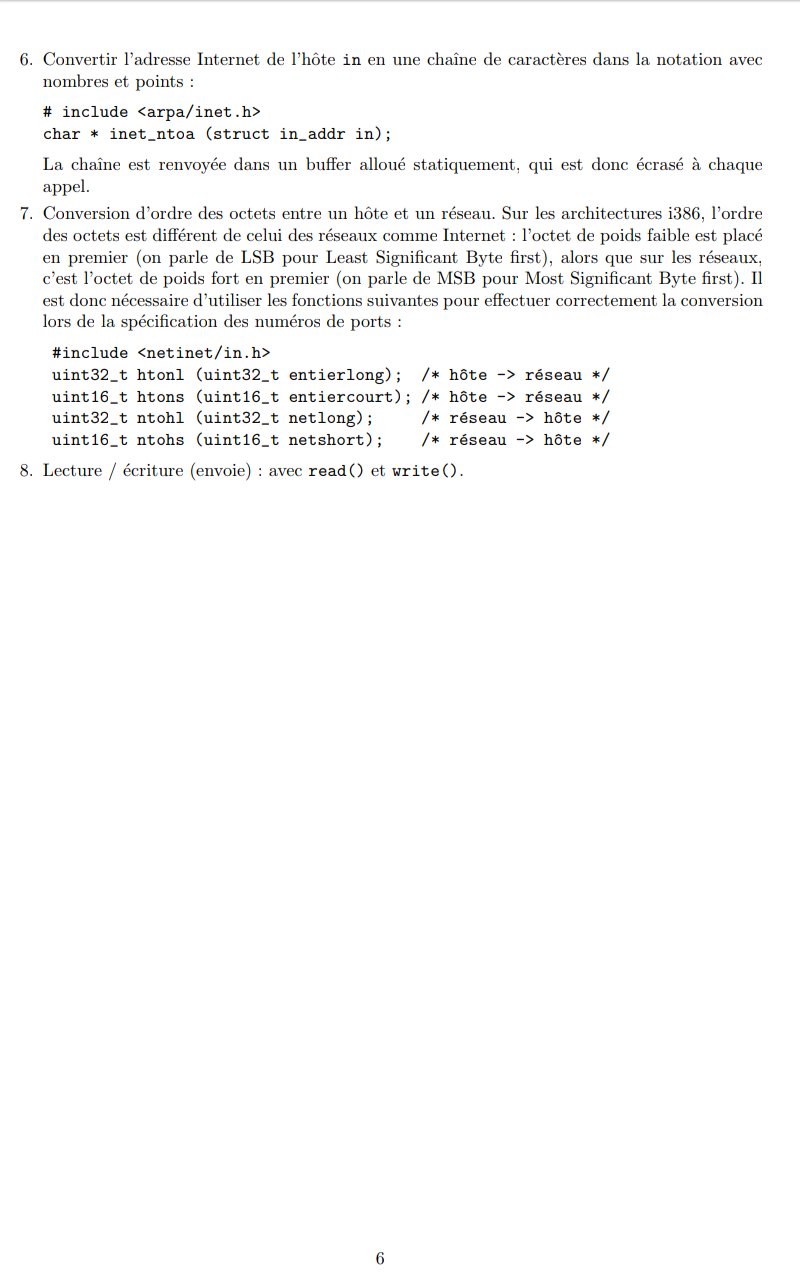 6. Convertir l'adresse Internet de l'hôte in en une chaîne de caractères dans la notation avec
nombres et points :
# include <arpa/inet.h>
char * inet_ntoa (struct in_addr in);
La chaîne est renvoyée dans un buffer alloué statiquement, qui est donc écrasé à chaque
appel.
7. Conversion d'ordre des octets entre un hôte et un réseau. Sur les architectures i386, l'ordre
des octets est différent de celui des réseaux comme Internet : l'octet de poids faible est placé
en premier (on parle de LSB pour Least Significant Byte first), alors que sur les réseaux,
c'est l'octet de poids fort en premier (on parle de MSB pour Most Significant Byte first). Il
est donc nécessaire d'utiliser les fonctions suivantes pour effectuer correctement la conversion
lors de la spécification des numéros de ports :
#include <netinet/in.h>
uint32_t htonl (uint32_t entierlong); /* hôte -> réseau */
uint16_t htons (uint16_t entiercourt); /* hôte -> réseau */
uint32_t ntohl (uint32_t netlong); /* réseau -> hôte */
uint16_t ntohs (uint16_t netshort); /* réseau -> hôte */
8. Lecture / écriture (envoie) : avec read() et write().
6